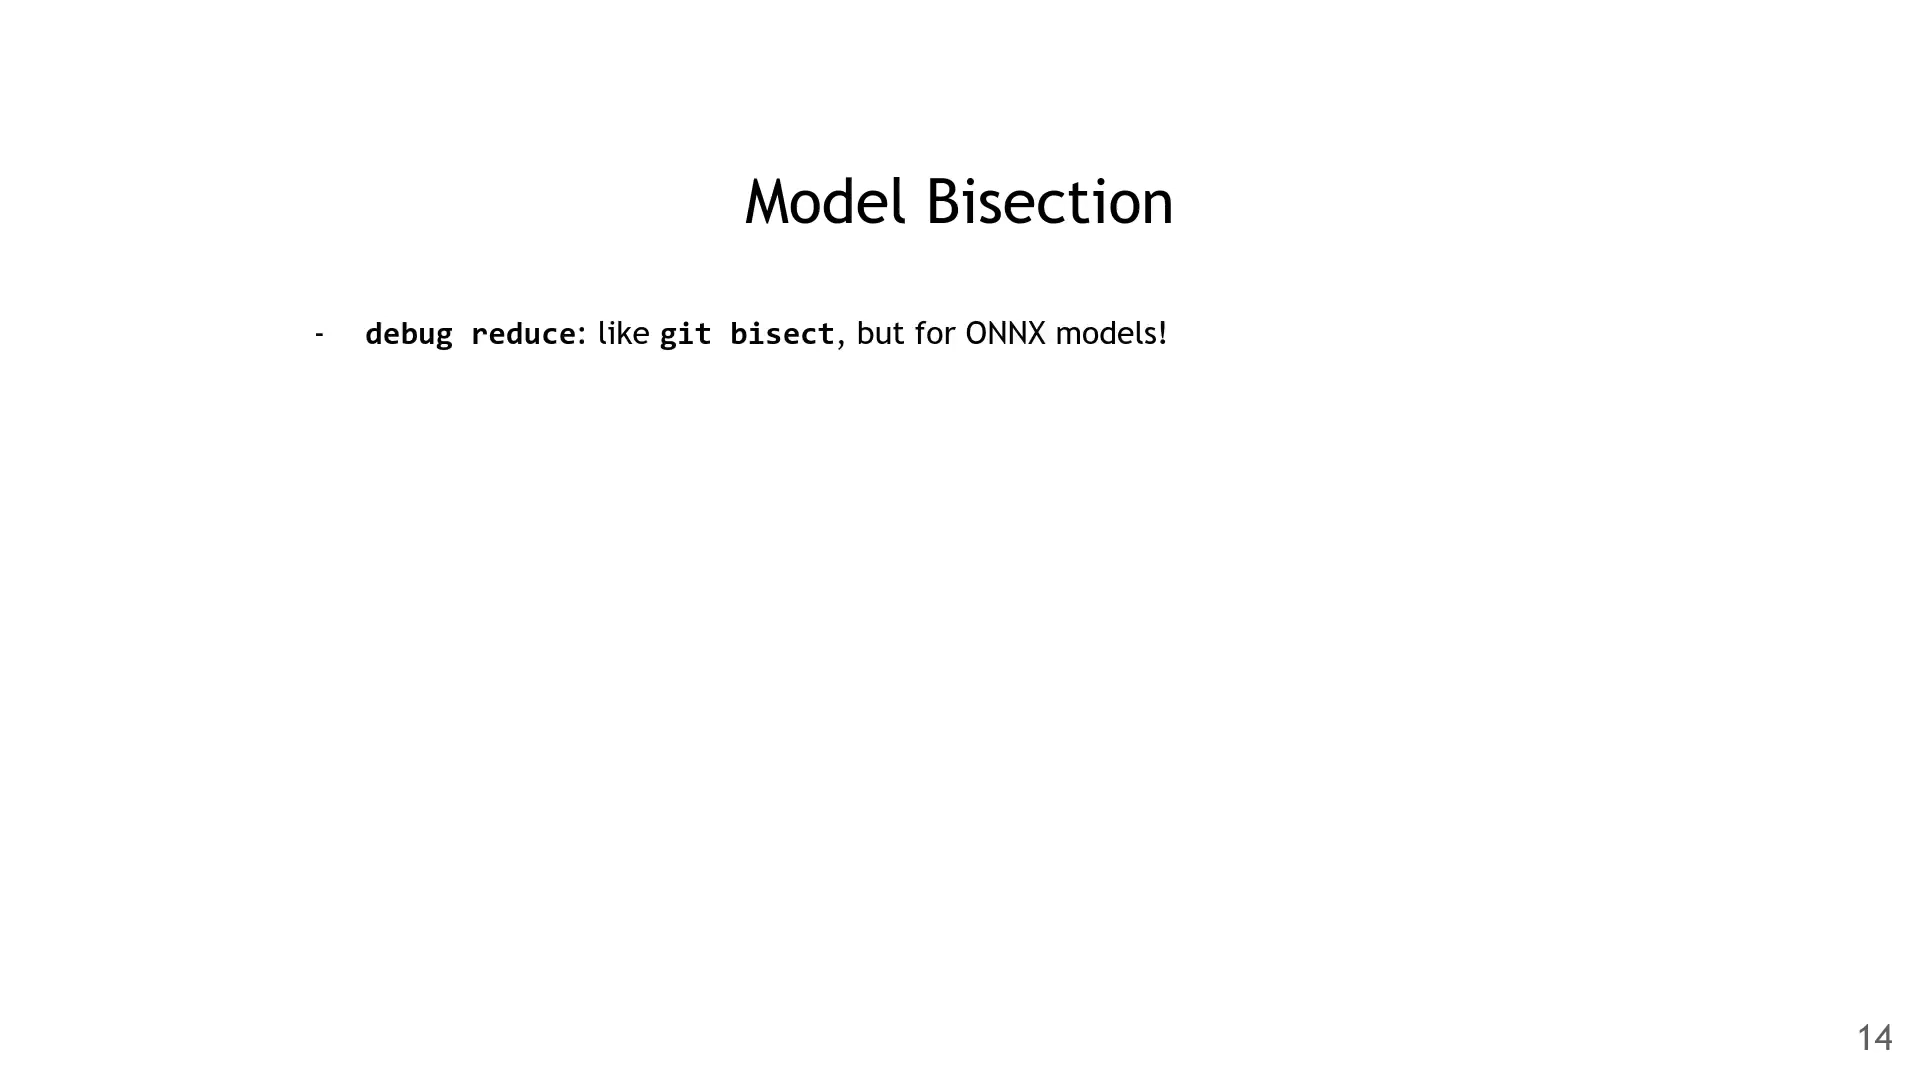 Model Bisection
- debug reduce: like git bisect, but for ONNX models!
14